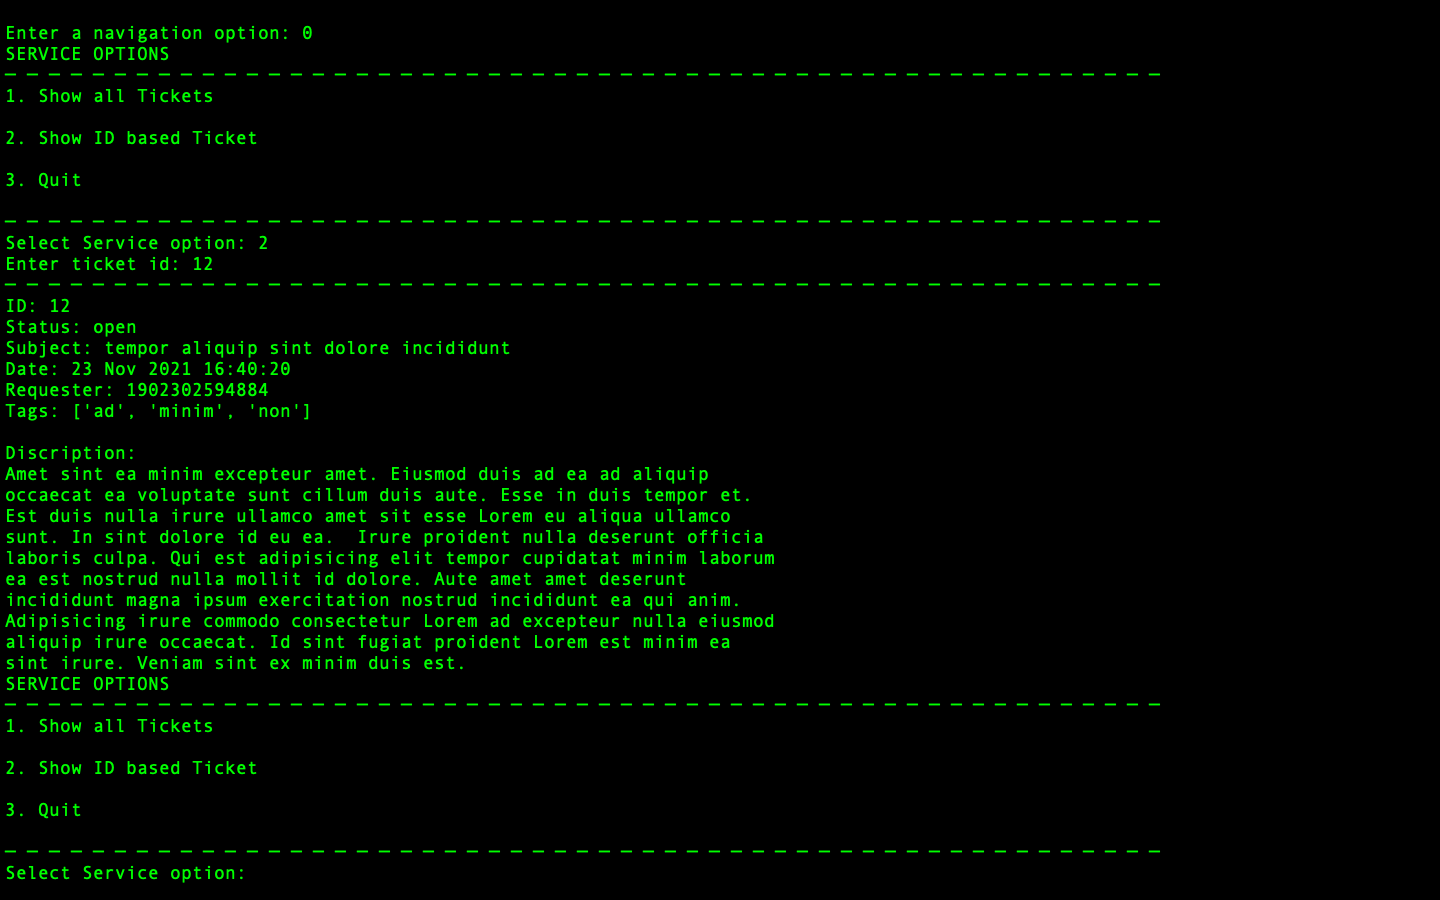 Enter a navigation option: 0
SERVICE OPTIONS
_ _ _ _ _ _ _ _ _ _ _ _ _ _ _ _ _ _ _ _ _ _ _ _ _ _ _ _ _ _ _ _ _ _ _ _ _ _ _ _ _ _ _ _ _ _ _ _ _ _ _ _ _
1. Show all Tickets
2. Show ID based Ticket
3. Quit
_ _ _ _ _ _ _ _ _ _ _ _ _ _ _ _ _ _ _ _ _ _ _ _ _ _ _ _ _ _ _ _ _ _ _ _ _ _ _ _ _ _ _ _ _ _ _ _ _ _ _ _ _
Select Service option: 2
Enter ticket id: 12
_ _ _ _ _ _ _ _ _ _ _ _ _ _ _ _ _ _ _ _ _ _ _ _ _ _ _ _ _ _ _ _ _ _ _ _ _ _ _ _ _ _ _ _ _ _ _ _ _ _ _ _ _
ID: 12
Status: open
Subject: tempor aliquip sint dolore incididunt
Date: 23 Nov 2021 16:40:20
Requester: 1902302594884
Tags: ['ad', 'minim', 'non']
Discription:
Amet sint ea minim excepteur amet. Eiusmod duis ad ea ad aliquip
occaecat ea voluptate sunt cillum duis aute. Esse in duis tempor et.
Est duis nulla irure ullamco amet sit esse Lorem eu aliqua ullamco
sunt. In sint dolore id eu ea.  Irure proident nulla deserunt officia
laboris culpa. Qui est adipisicing elit tempor cupidatat minim laborum
ea est nostrud nulla mollit id dolore. Aute amet amet deserunt
incididunt magna ipsum exercitation nostrud incididunt ea qui anim.
Adipisicing irure commodo consectetur Lorem ad excepteur nulla eiusmod
aliquip irure occaecat. Id sint fugiat proident Lorem est minim ea
sint irure. Veniam sint ex minim duis est.
SERVICE OPTIONS
_ _ _ _ _ _ _ _ _ _ _ _ _ _ _ _ _ _ _ _ _ _ _ _ _ _ _ _ _ _ _ _ _ _ _ _ _ _ _ _ _ _ _ _ _ _ _ _ _ _ _ _ _
1. Show all Tickets
2. Show ID based Ticket
3. Quit
_ _ _ _ _ _ _ _ _ _ _ _ _ _ _ _ _ _ _ _ _ _ _ _ _ _ _ _ _ _ _ _ _ _ _ _ _ _ _ _ _ _ _ _ _ _ _ _ _ _ _ _ _
Select Service option: